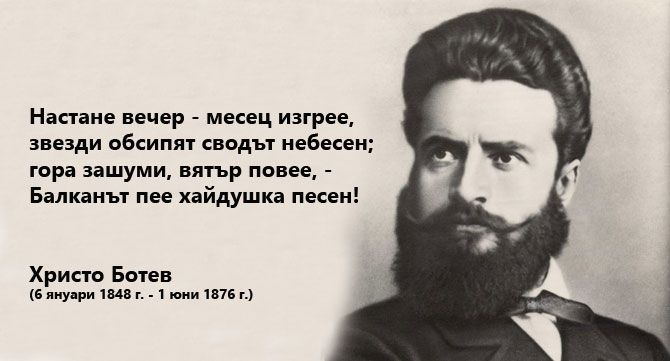 Настане вечер - месец изгрее,
звезди обсипят сводът небесен;
гора зашуми, вятър повее, -
Балканът пее хайдушка песен!
Христо Ботев
(6 януари 1848 г. - 1 юни 1876 г.)